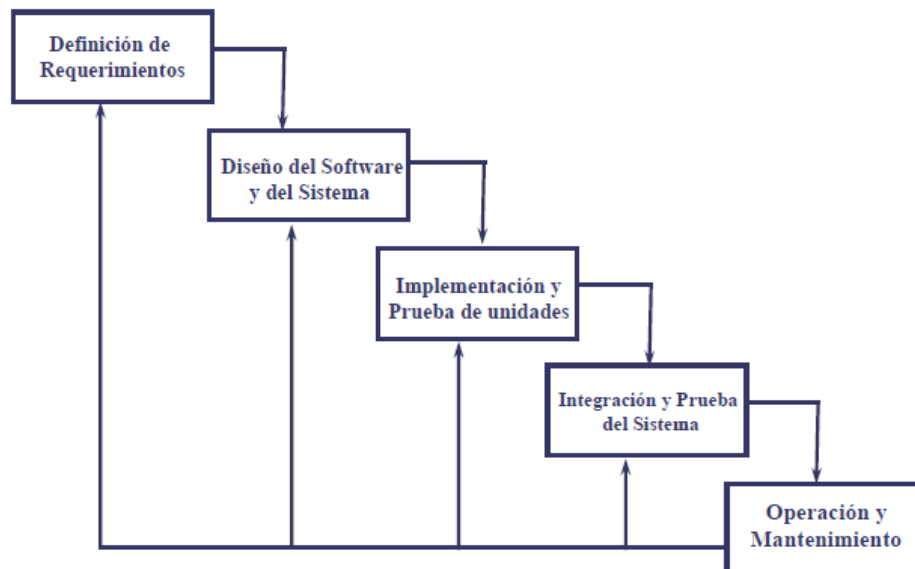 Definición de
Requerimientos
Diseño del Software
y del Sistema
Implementación y
Prueba de unidades
Integración y Prueba
del Sistema
Operación y
Mantenimiento